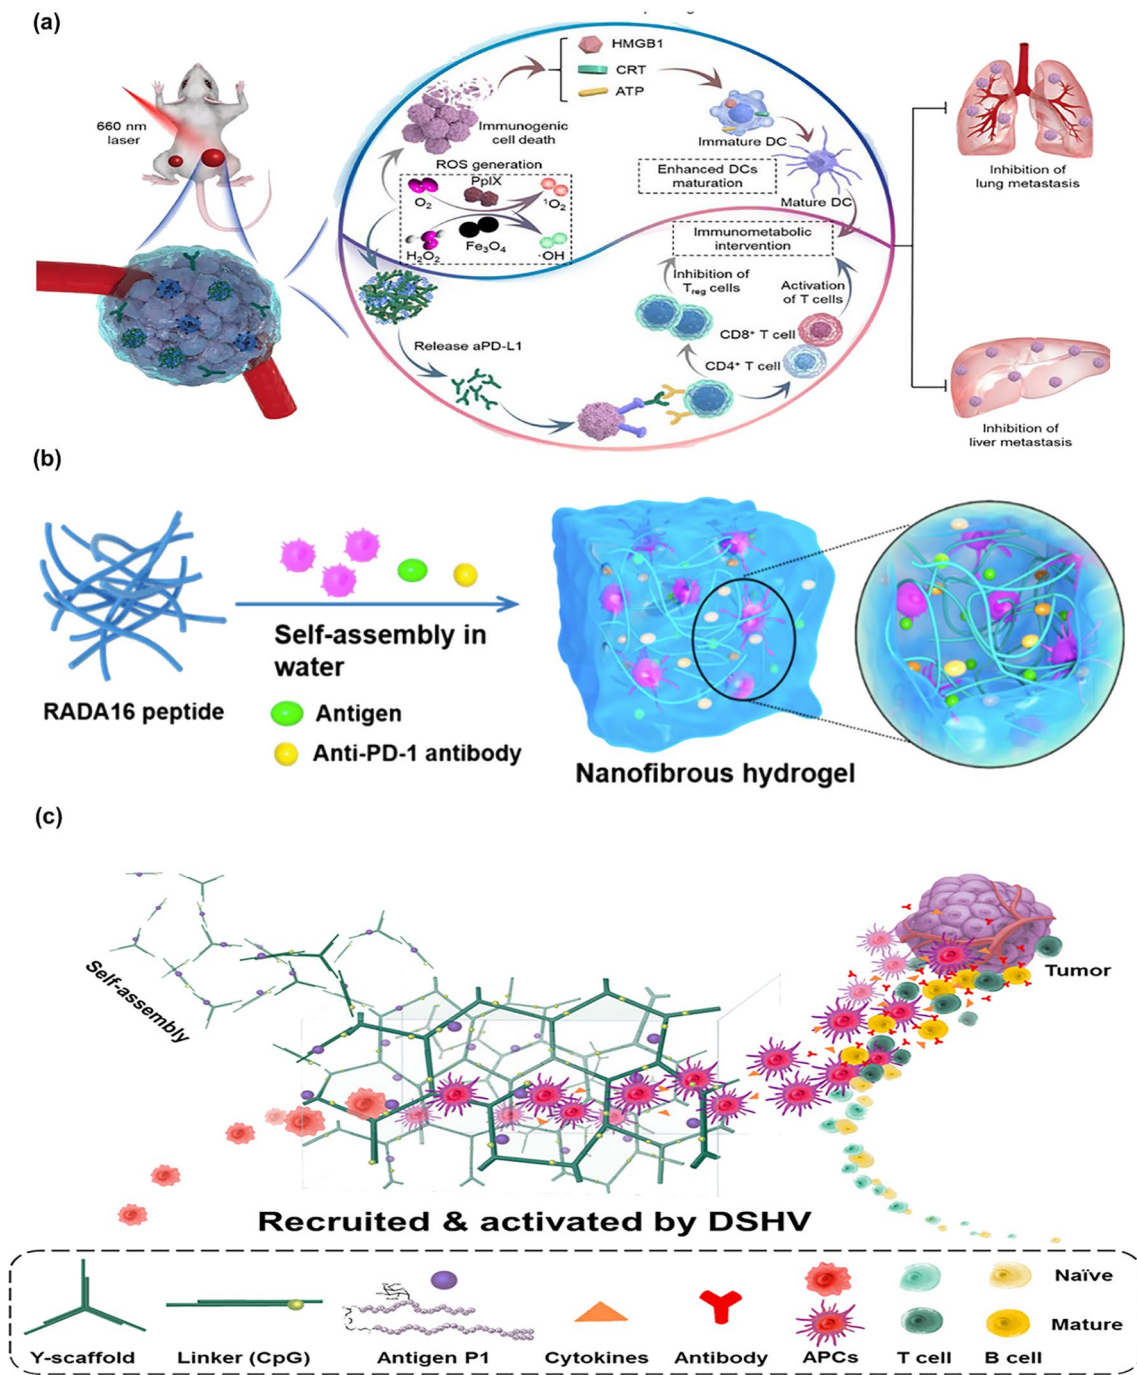 (a)
660 nm
laser
HMGB1
CRT
ATP
Immunogenic
cell death
Immature DC
ROS generation
PpIX
O₂
¹O₂
Fe₃O₄
H₂O₂
·OH
Enhanced DCs
maturation
Mature DC
Immunometabolic
intervention
Inhibition of
Treg cells
Activation
of T cells
CD8⁺ T cell
CD4⁺ T cell
Release aPD-L1
Inhibition of
lung metastasis
Inhibition of
liver metastasis
(b)
RADA16 peptide
Self-assembly in
water
Antigen
Anti-PD-1 antibody
Nanofibrous hydrogel
(c)
Self-assembly
Tumor
Recruited & activated by DSHV
Naïve
Mature
Y-scaffold
Linker (CpG)
Antigen P1
Cytokines
Antibody
APCs
T cell
B cell